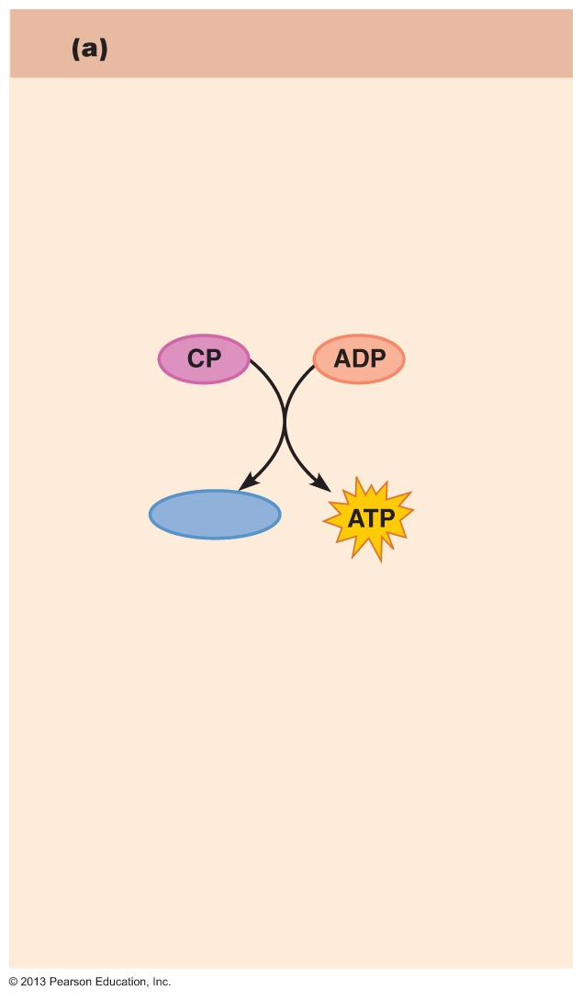 (a)
CP
ADP
ATP
© 2013 Pearson Education, Inc.